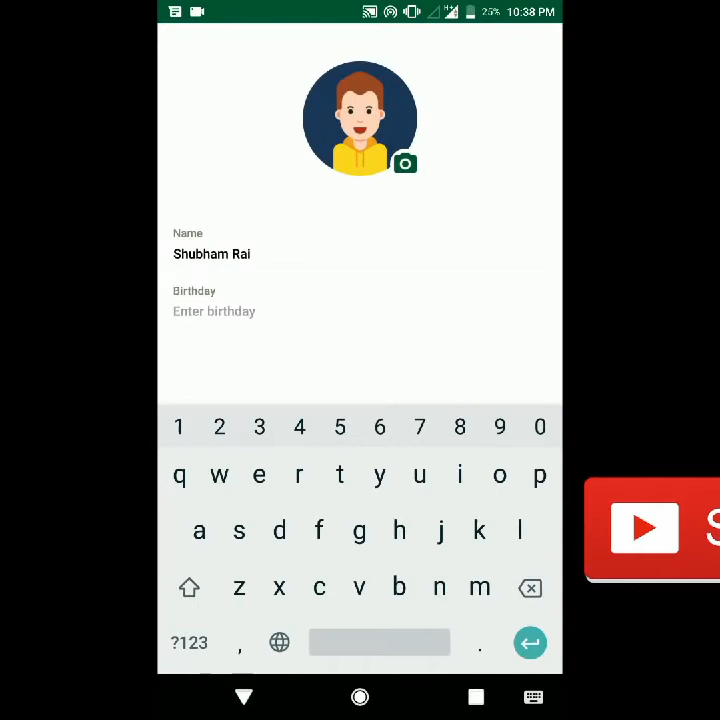 25% 10:38 PM
Name
Shubham Rai
Birthday
Enter birthday
1 2 3 4 5 6 7 8 9 0
q w e r t y u i o p
a s d f g h j k l
z x c v b n m
?123 , .
S